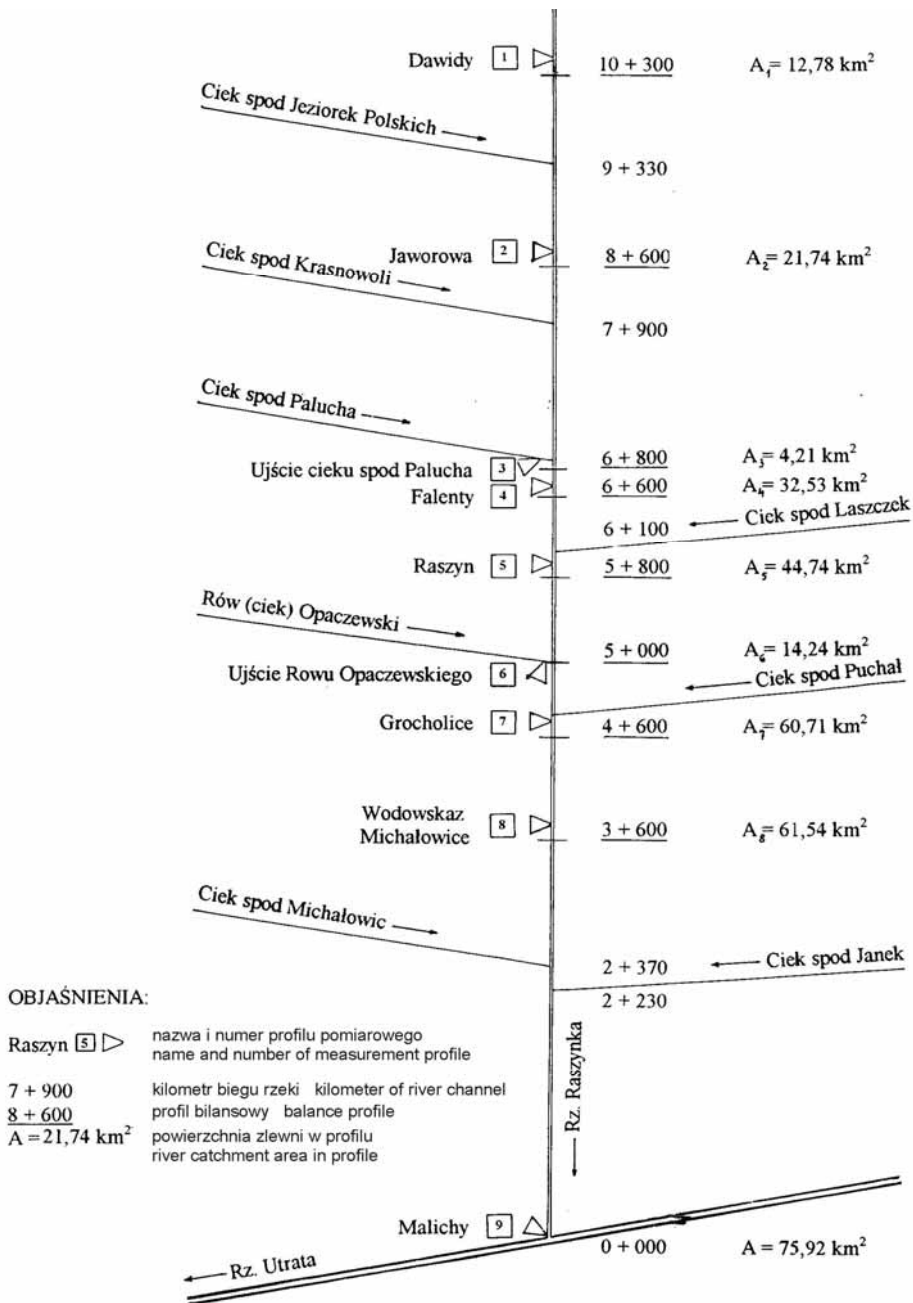 Dawidy 1 10 + 300 A₁= 12,78 km²
Ciek spod Jeziorek Polskich
9 + 330
Jaworowa 2 8 + 600 A₂= 21,74 km²
Ciek spod Krasnowoli
7 + 900
Ciek spod Palucha
Ujście cieku spod Palucha 3 6 + 800 A₃= 4,21 km²
Falenty 4 6 + 600 A₄= 32,53 km²
6 + 100 Ciek spod Laszczek
Raszyn 5 5 + 800 A₅= 44,74 km²
Rów (ciek) Opaczewski
5 + 000 A₆= 14,24 km²
Ujście Rowu Opaczewskiego 6 Ciek spod Puchał
Grocholice 7 4 + 600 A₇= 60,71 km²
Wodowskaz
Michałowice 8 3 + 600 A₈= 61,54 km²
Ciek spod Michałowic
2 + 370 Ciek spod Janek
2 + 230
OBJAŚNIENIA:
Raszyn 5 nazwa i numer profilu pomiarowego
name and number of measurement profile
7 + 900 kilometr biegu rzeki kilometer of river channel
8 + 600 profil bilansowy balance profile
A = 21,74 km² powierzchnia zlewni w profilu
river catchment area in profile
Rz. Raszynka
Malichy 9 0 + 000 A = 75,92 km²
Rz. Utrata